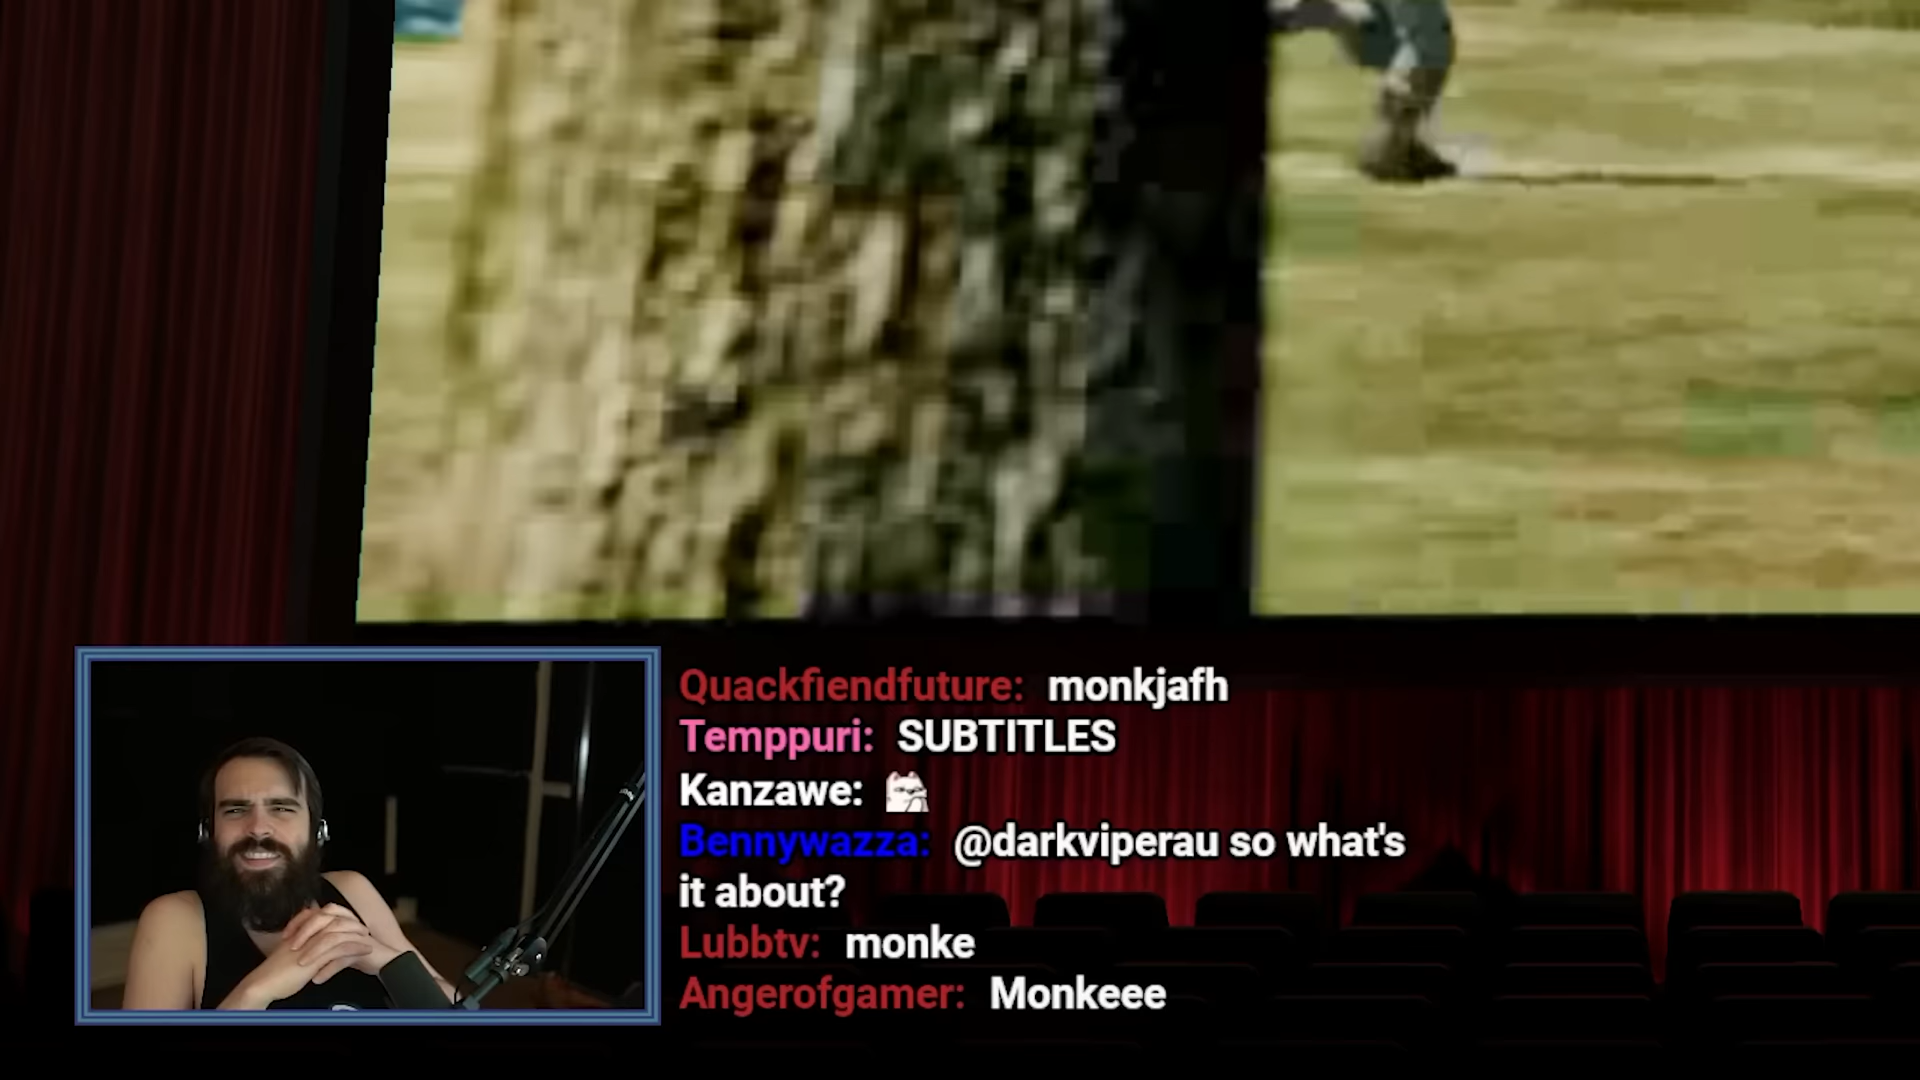 Quackfiendfuture: monkjafh
Temppuri: SUBTITLES
Kanzawe:
Bennywazza: @darkviperau so what's
it about?
Lubbtv: monke
Angerofgamer: Monkeee